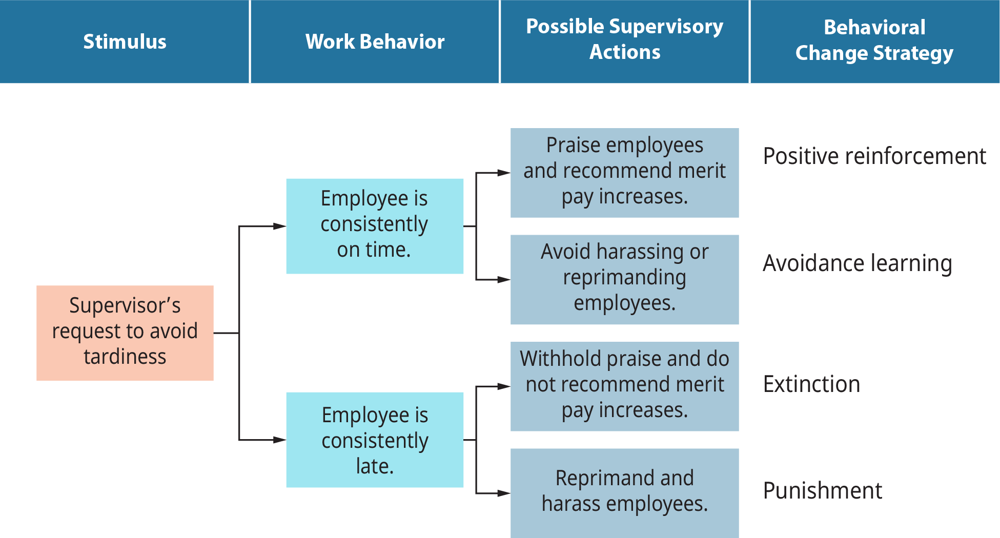 Stimulus
Work Behavior
Possible Supervisory
Actions
Behavioral
Change Strategy
Supervisor’s
request to avoid
tardiness
Employee is
consistently
on time.
Employee is
consistently
late.
Praise employees
and recommend merit
pay increases.
Avoid harassing or
reprimanding
employees.
Withhold praise and do
not recommend merit
pay increases.
Reprimand and
harass employees.
Positive reinforcement
Avoidance learning
Extinction
Punishment